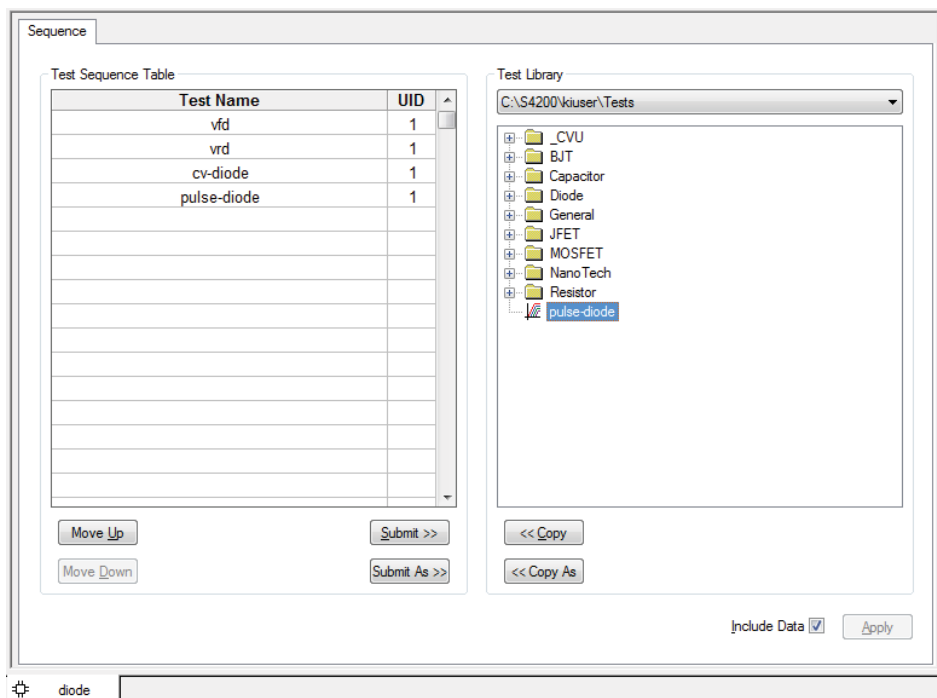 Sequence
Test Sequence Table
Test Name UID
vfd 1
vrd 1
cv-diode 1
pulse-diode 1
Move Up
Submit >>
Move Down
Submit As >>
Test Library
C:\S4200\kiuser\Tests
_CVU
BJT
Capacitor
Diode
General
JFET
MOSFET
NanoTech
Resistor
pulse-diode
<< Copy
<< Copy As
Include Data
Apply
diode